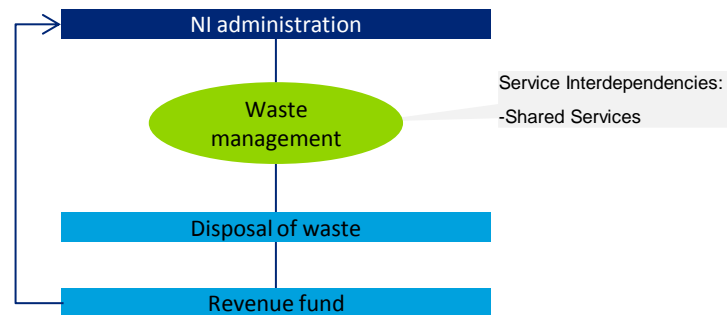 NI administration
Waste
management
Service Interdependencies:
-Shared Services
Disposal of waste
Revenue fund